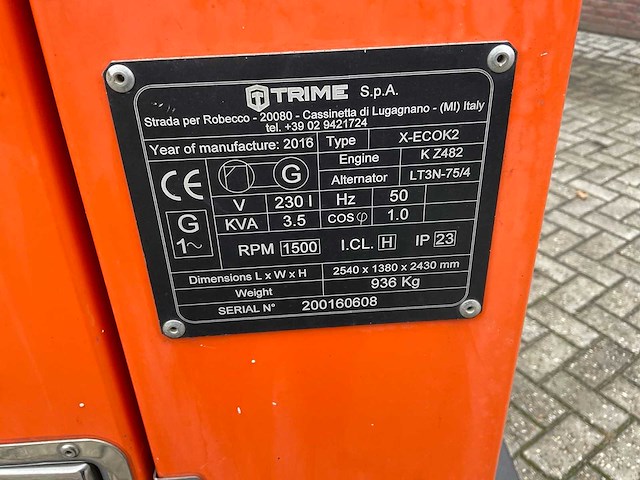 TRIME S.p.A.
Strada per Robecco - 20080 - Cassinetta di Lugagnano - (MI) Italy
tel. +39 02 9421724
Year of manufacture: 2016 Type X-ECOK2
Engine K Z482
Alternator LT3N-75/4
CE G
V 230 I Hz 50
KVA 3.5 COS φ 1.0
G
1~
RPM 1500 I.CL. H IP 23
Dimensions L x W x H 2540 x 1380 x 2430 mm
Weight 936 Kg
SERIAL N° 200160608